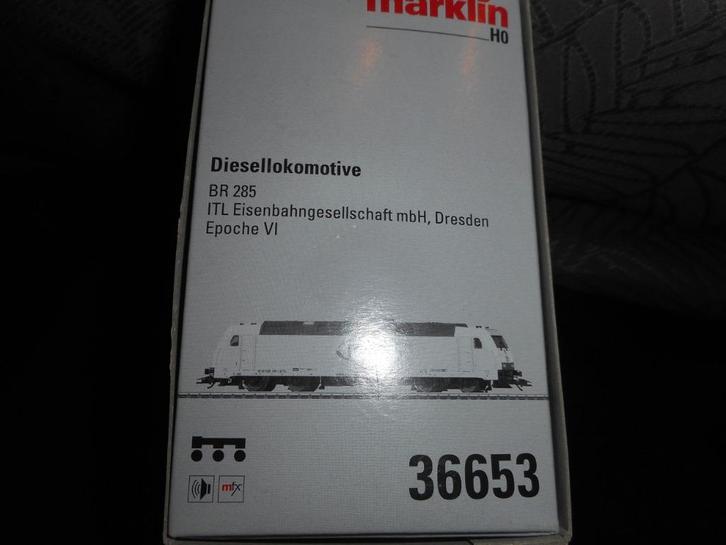 märklin
H0
Diesellokomotive
BR 285
ITL Eisenbahngesellschaft mbH, Dresden
Epoche VI
mfx
36653